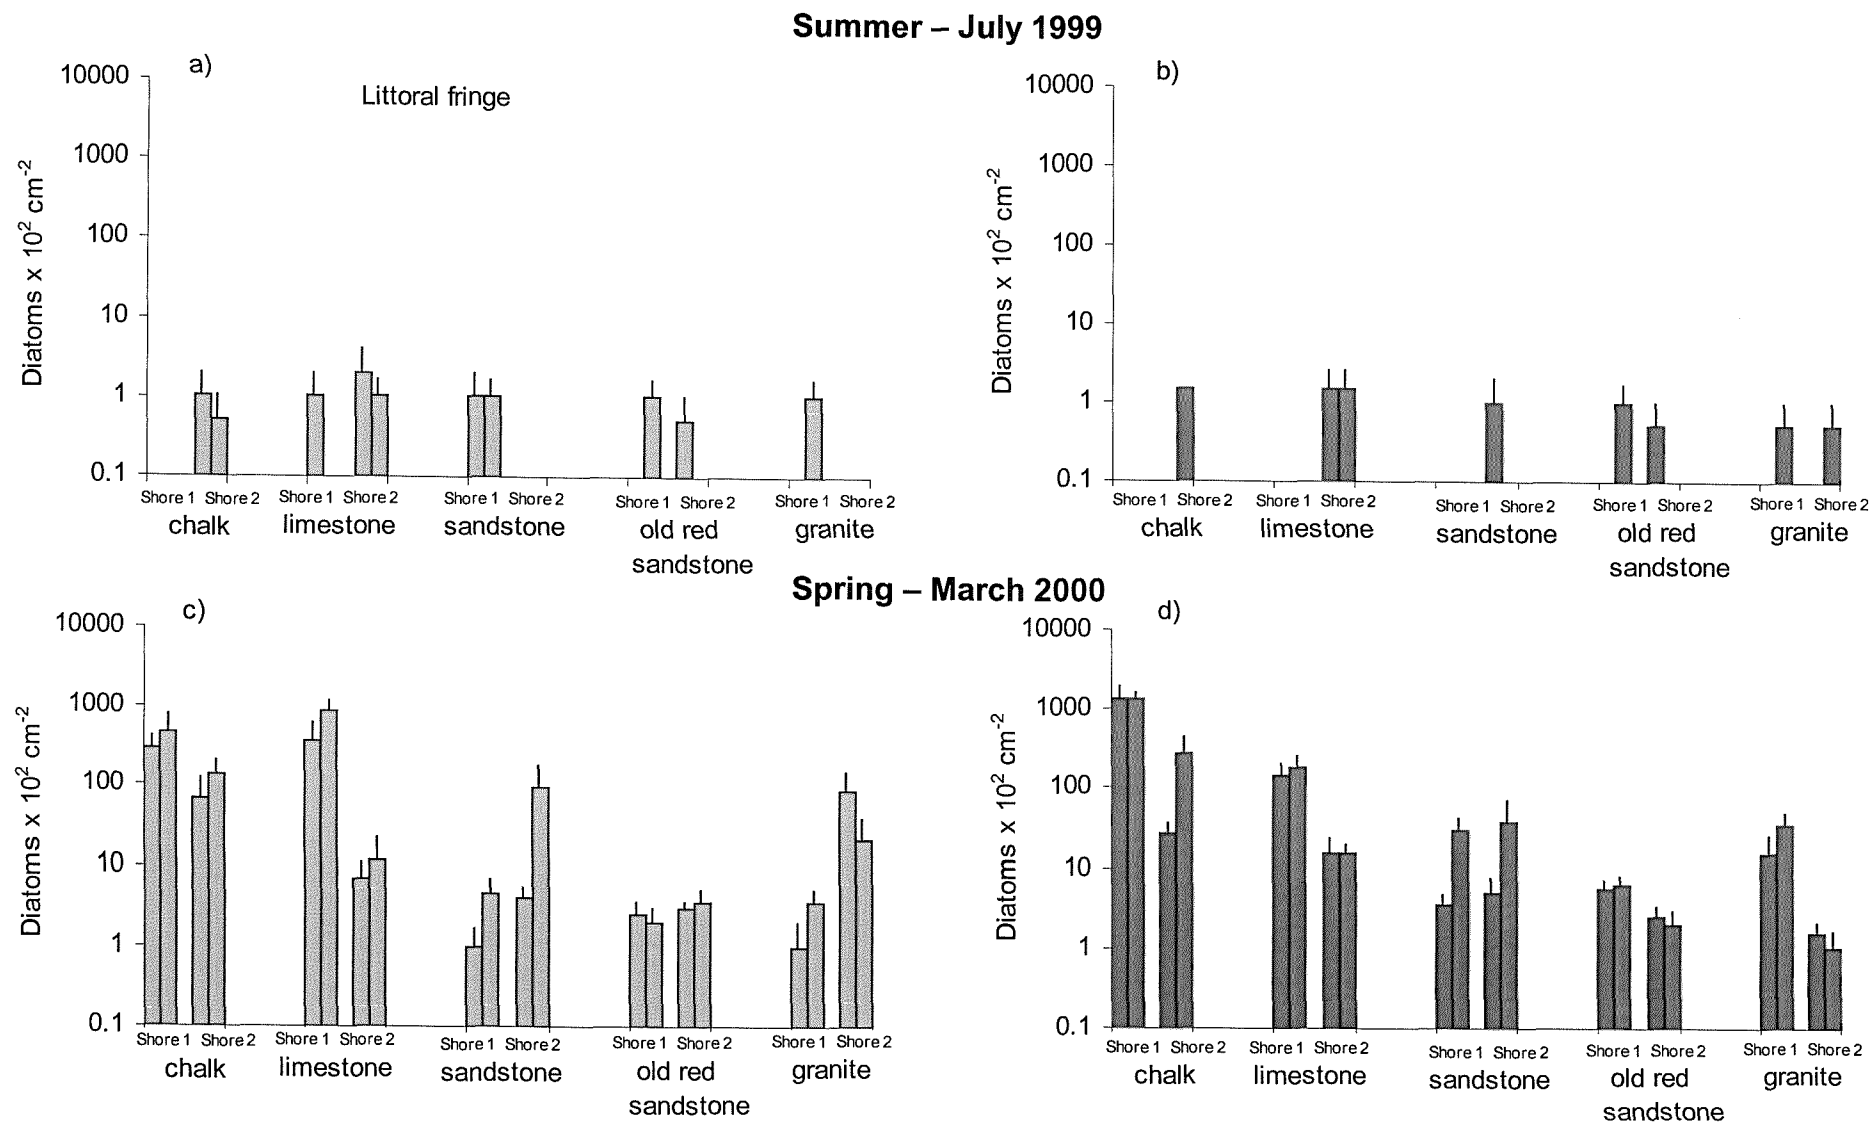 Summer – July 1999
a)
Littoral fringe
Diatoms x 10² cm⁻²
10000
1000
100
10
1
0.1
Shore 1 Shore 2 Shore 1 Shore 2 Shore 1 Shore 2 Shore 1 Shore 2 Shore 1 Shore 2
chalk limestone sandstone old red granite
sandstone
b)
Diatoms x 10² cm⁻²
10000
1000
100
10
1
0.1
Shore 1 Shore 2 Shore 1 Shore 2 Shore 1 Shore 2 Shore 1 Shore 2 Shore 1 Shore 2
chalk limestone sandstone old red granite
sandstone
Spring – March 2000
c)
Diatoms x 10² cm⁻²
10000
1000
100
10
1
0.1
Shore 1 Shore 2 Shore 1 Shore 2 Shore 1 Shore 2 Shore 1 Shore 2 Shore 1 Shore 2
chalk limestone sandstone old red granite
sandstone
d)
Diatoms x 10² cm⁻²
10000
1000
100
10
1
0.1
Shore 1 Shore 2 Shore 1 Shore 2 Shore 1 Shore 2 Shore 1 Shore 2 Shore 1 Shore 2
chalk limestone sandstone old red granite
sandstone